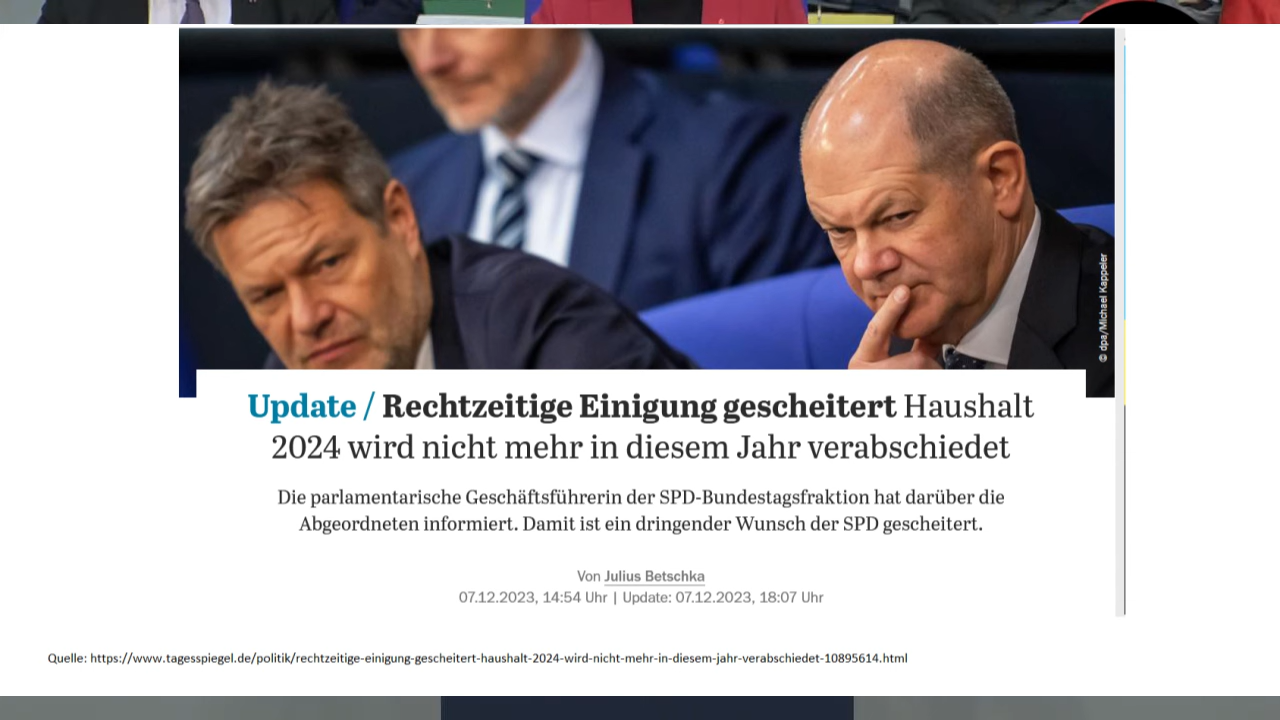 © dpa/Michael Kappeler
Update / Rechtzeitige Einigung gescheitert Haushalt
2024 wird nicht mehr in diesem Jahr verabschiedet
Die parlamentarische Geschäftsführerin der SPD-Bundestagsfraktion hat darüber die
Abgeordneten informiert. Damit ist ein dringender Wunsch der SPD gescheitert.
Von Julius Betschka
07.12.2023, 14:54 Uhr | Update: 07.12.2023, 18:07 Uhr
Quelle: https://www.tagesspiegel.de/politik/rechtzeitige-einigung-gescheitert-haushalt-2024-wird-nicht-mehr-in-diesem-jahr-verabschiedet-10895614.html